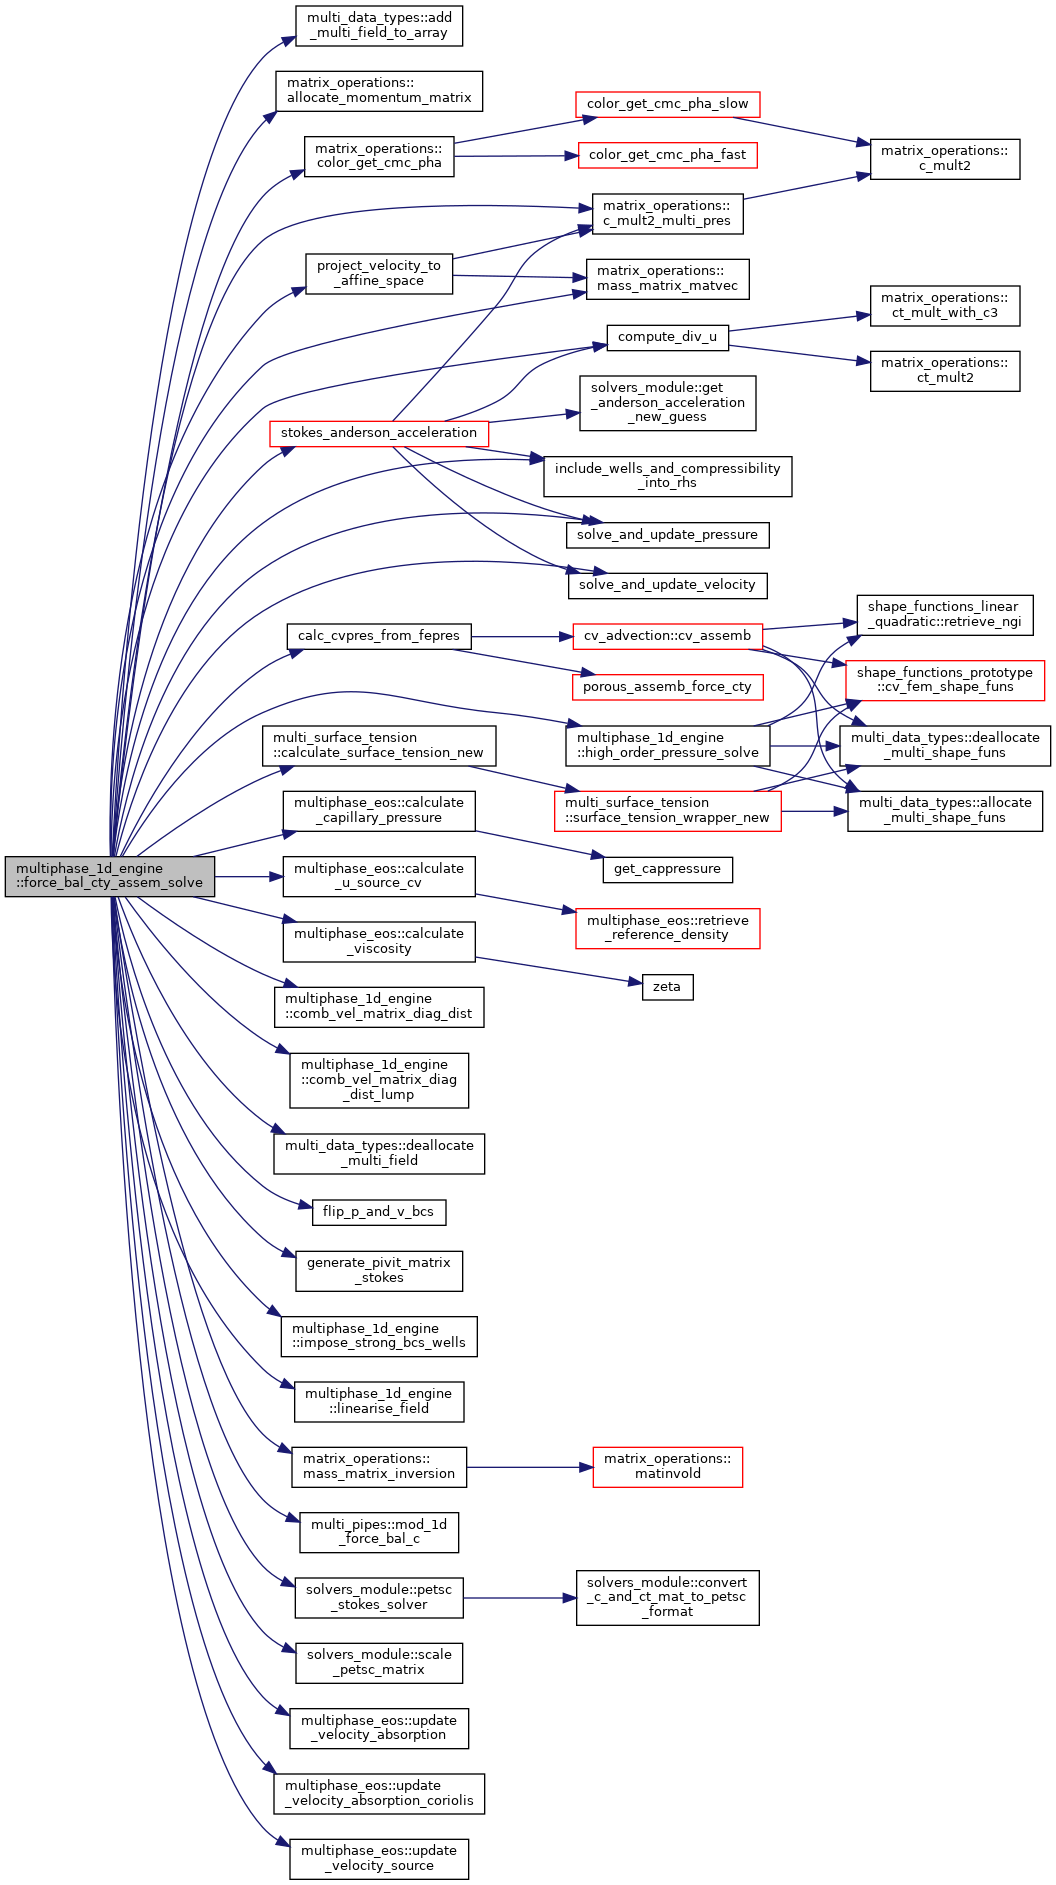 multi_data_types::add
_multi_field_to_array
matrix_operations::
allocate_momentum_matrix
matrix_operations::
color_get_cmc_pha
color_get_cmc_pha_slow
color_get_cmc_pha_fast
matrix_operations::
c_mult2
matrix_operations::
c_mult2_multi_pres
project_velocity_to
_affine_space
matrix_operations::
mass_matrix_matvec
matrix_operations::
ct_mult_with_c3
compute_div_u
matrix_operations::
ct_mult2
solvers_module::get
_anderson_acceleration
_new_guess
stokes_anderson_acceleration
include_wells_and_compressibility
_into_rhs
solve_and_update_pressure
solve_and_update_velocity
shape_functions_linear
_quadratic::retrieve_ngi
calc_cvpres_from_fepres
cv_advection::cv_assemb
shape_functions_prototype
::cv_fem_shape_funs
porous_assemb_force_cty
multi_surface_tension
::calculate_surface_tension_new
multiphase_1d_engine
::high_order_pressure_solve
multi_data_types::deallocate
_multi_shape_funs
multiphase_eos::calculate
_capillary_pressure
multi_surface_tension
::surface_tension_wrapper_new
multi_data_types::allocate
_multi_shape_funs
multiphase_1d_engine
::force_bal_cty_assem_solve
multiphase_eos::calculate
_u_source_cv
get_cappressure
multiphase_eos::calculate
_viscosity
multiphase_eos::retrieve
_reference_density
zeta
multiphase_1d_engine
::comb_vel_matrix_diag_dist
multiphase_1d_engine
::comb_vel_matrix_diag
_dist_lump
multi_data_types::deallocate
_multi_field
flip_p_and_v_bcs
generate_pivit_matrix
_stokes
multiphase_1d_engine
::impose_strong_bcs_wells
multiphase_1d_engine
::linearise_field
matrix_operations::
mass_matrix_inversion
matrix_operations::
matinvold
multi_pipes::mod_1d
_force_bal_c
solvers_module::petsc
_stokes_solver
solvers_module::convert
_c_and_ct_mat_to_petsc
_format
solvers_module::scale
_petsc_matrix
multiphase_eos::update
_velocity_absorption
multiphase_eos::update
_velocity_absorption_coriolis
multiphase_eos::update
_velocity_source